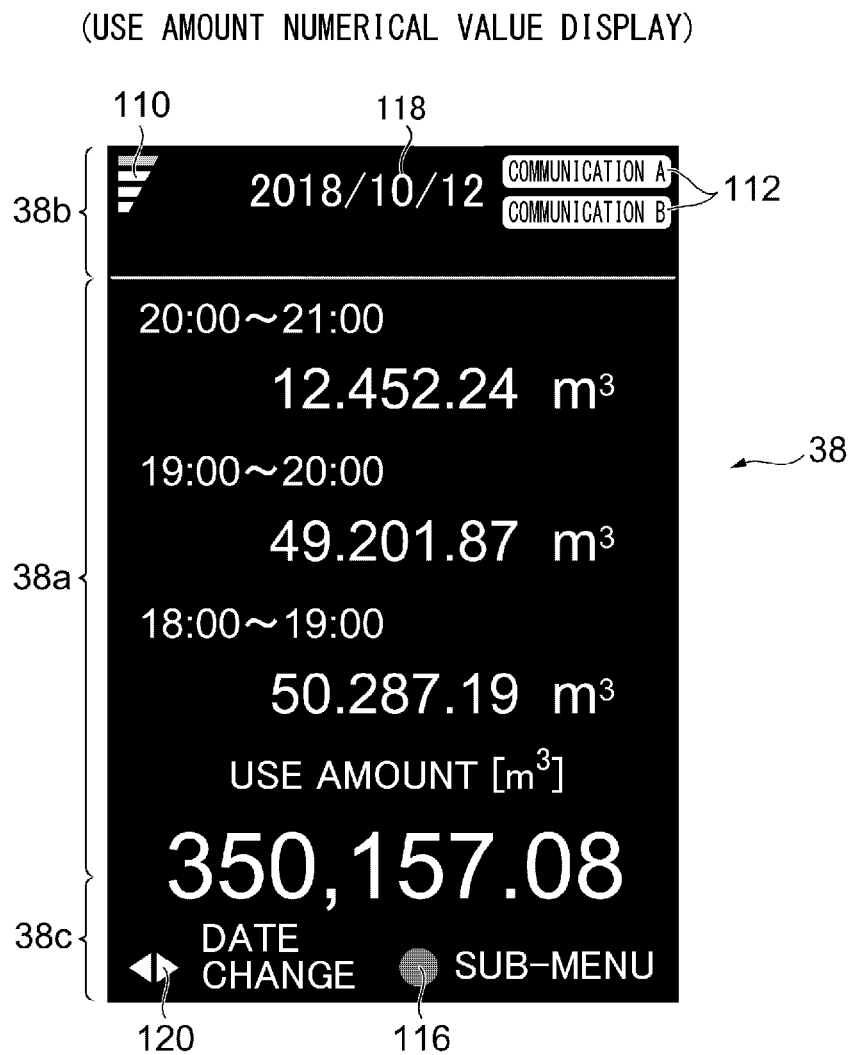 (USE AMOUNT NUMERICAL VALUE DISPLAY)
110
118
38b
2018/10/12
COMMUNICATION A
COMMUNICATION B
112
20:00～21:00
12.452.24 m³
38
19:00～20:00
49.201.87 m³
38a
18:00～19:00
50.287.19 m³
USE AMOUNT [m³]
350,157.08
38c
DATE
CHANGE
SUB-MENU
120
116